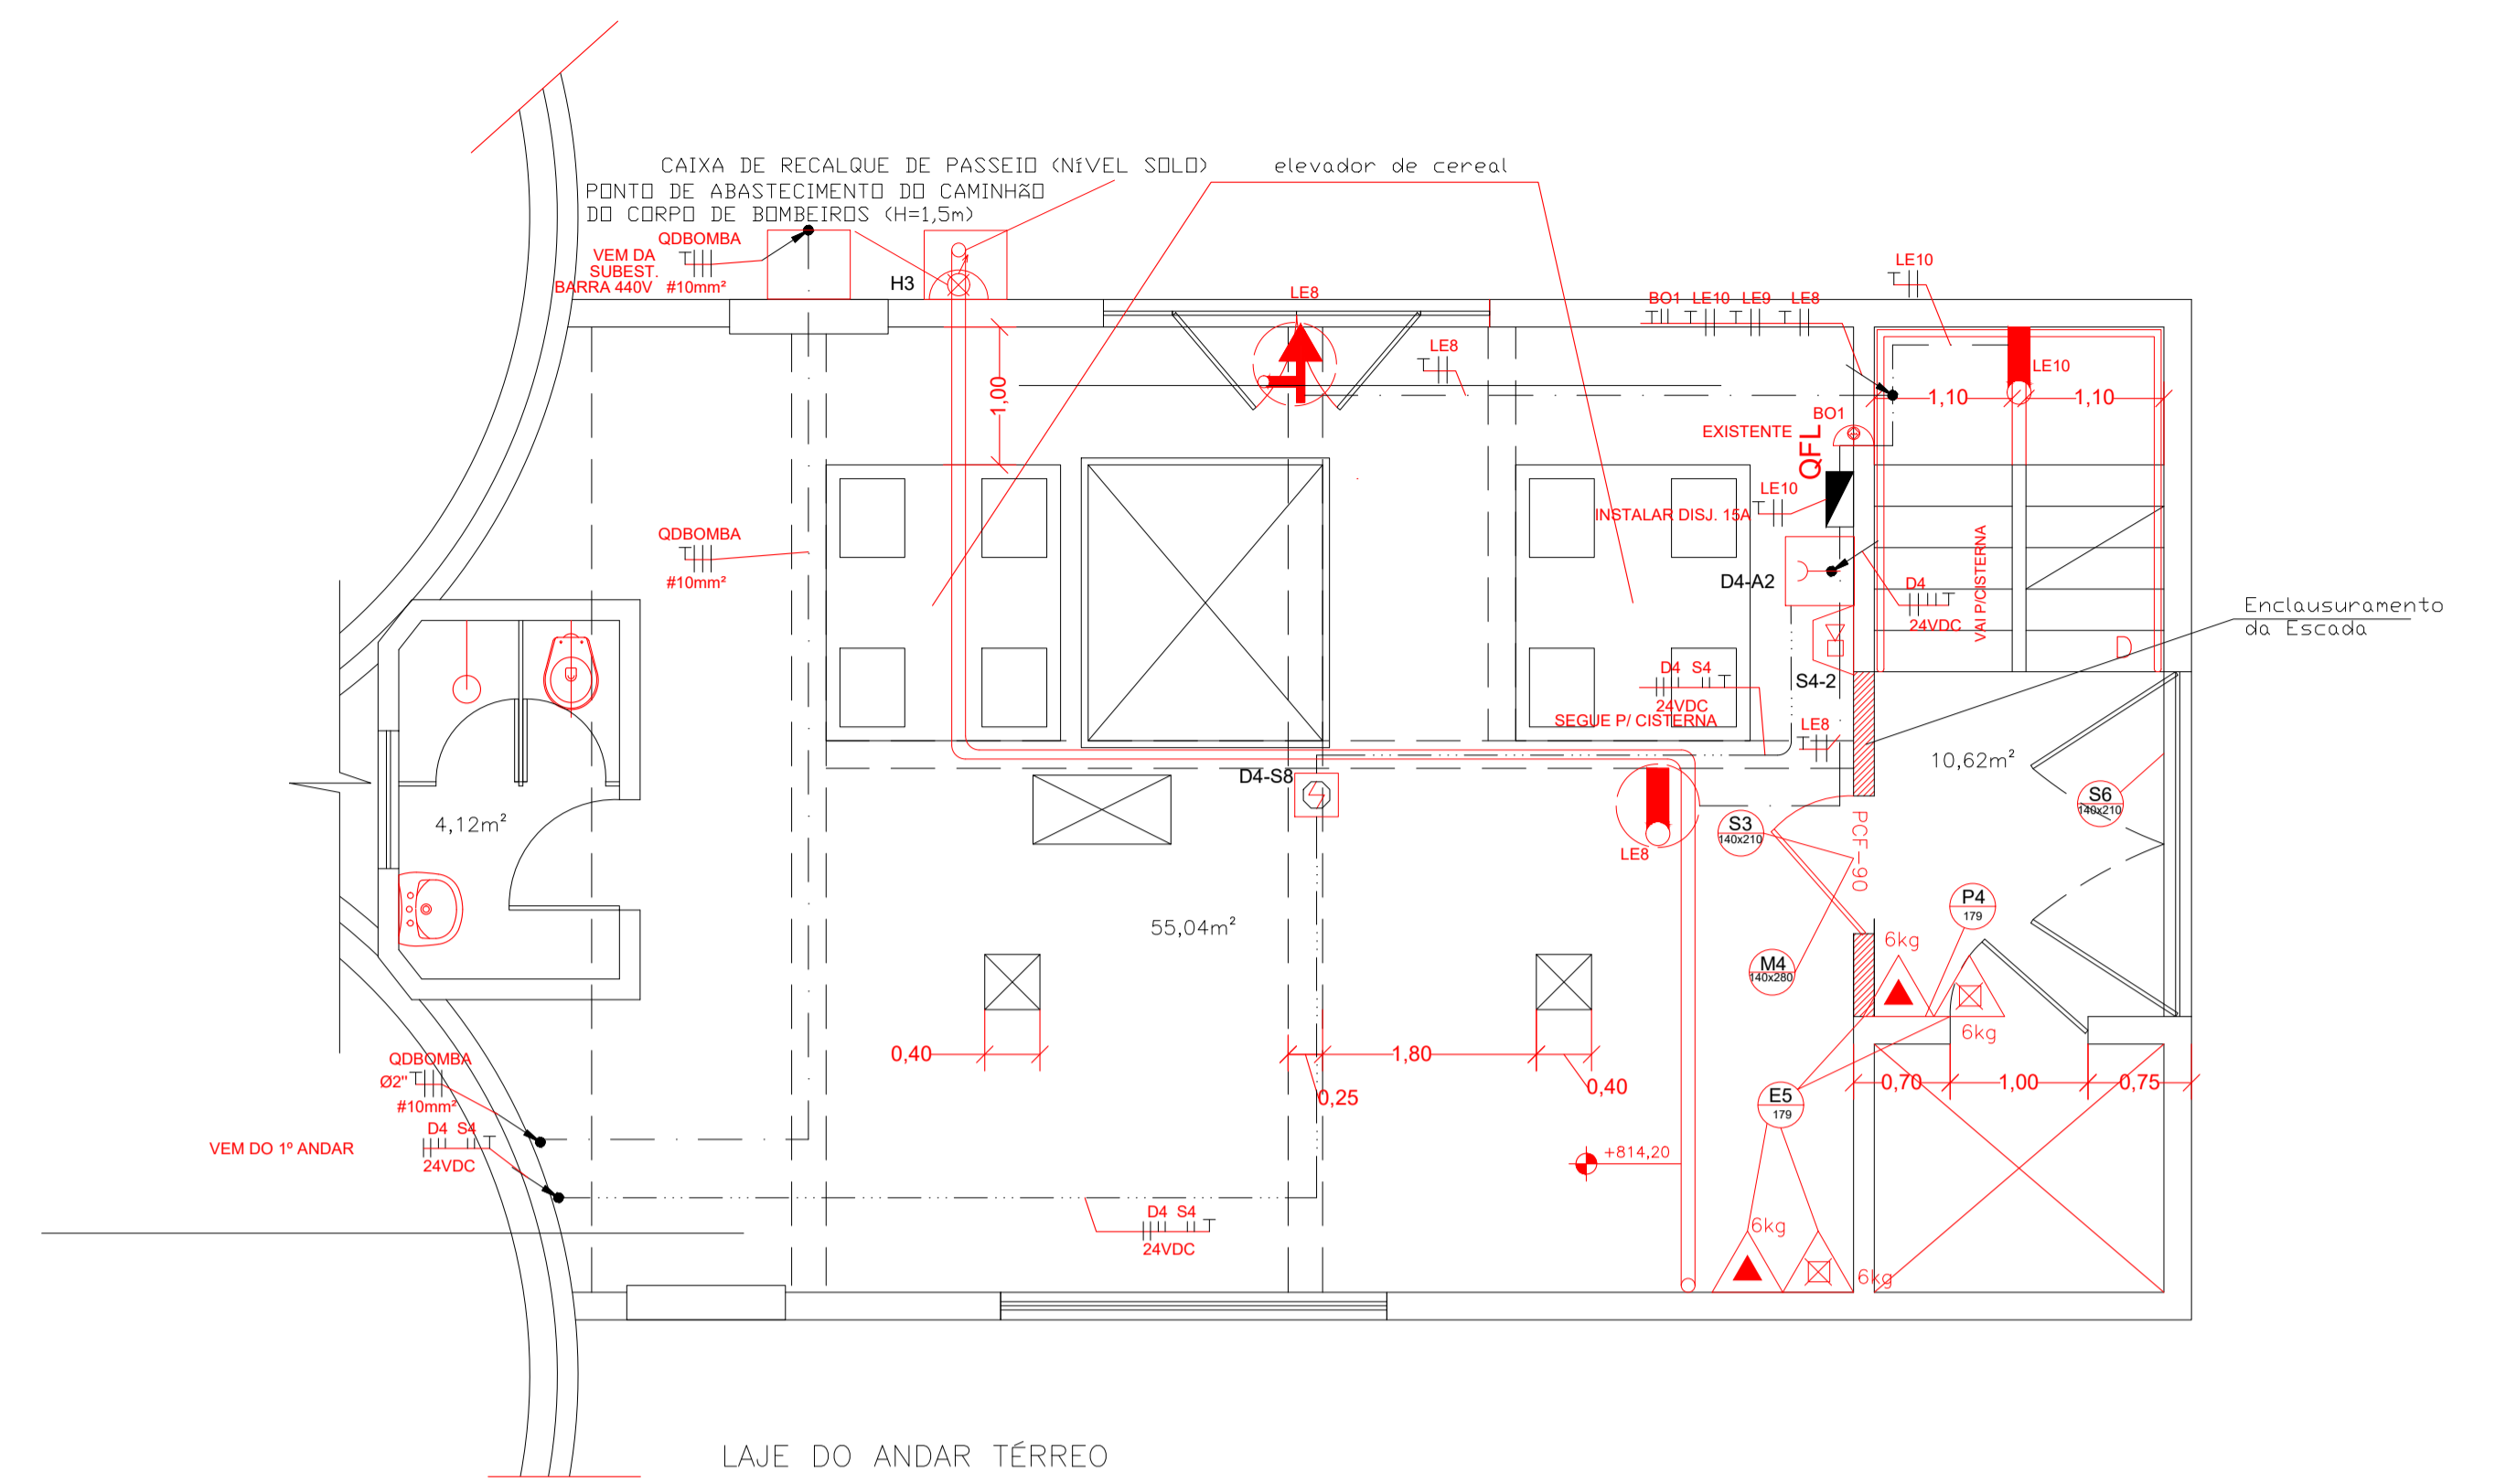 CAIXA DE RECALQUE DE PASSEIO (NíVEL SOLO)
elevador de cereal
PONTO DE ABASTECIMENTO DO CAMINHÃO
DO CORPO DE BOMBEIROS (H=1,5m)
QDBOMBA
VEM DA
SUBEST.
BARRA 440V #10mm²
H3
LE8
BO1 LE10 LE9 LE8
LE10
LE8
LE10
1,00
1,10
1,10
BO1
EXISTENTE
QFL
LE10
INSTALAR DISJ. 15A
QDBOMBA
#10mm²
D4-A2
D4
24VDC
VAI P/CISTERNA
Enclausuramento
da Escada
D
D4 S4
24VDC
S4-2
SEGUE P/ CISTERNA
LE8
10,62m²
D4-S8
S6
140x210
S3
140x210
4,12m²
LE8
PCF-90
P4
179
55,04m²
6kg
M4
140x280
6kg
0,40
1,80
0,25
0,40
0,70
1,00
0,75
E5
179
QDBOMBA
Ø2"
#10mm²
D4 S4
VEM DO 1º ANDAR
24VDC
+814,20
D4 S4
24VDC
6kg
6kg
LAJE DO ANDAR TÉRREO